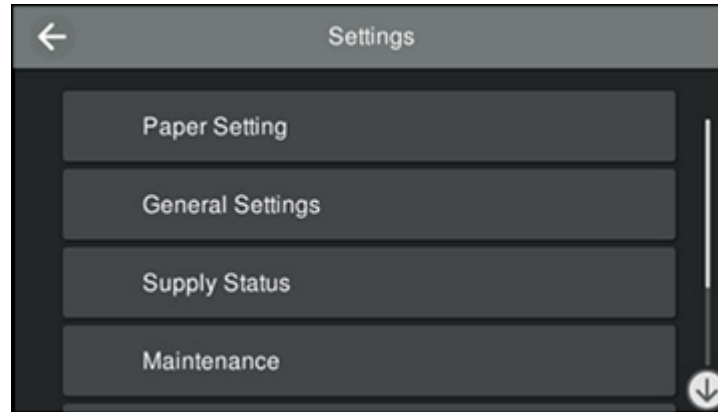 Settings
Paper Setting
General Settings
Supply Status
Maintenance